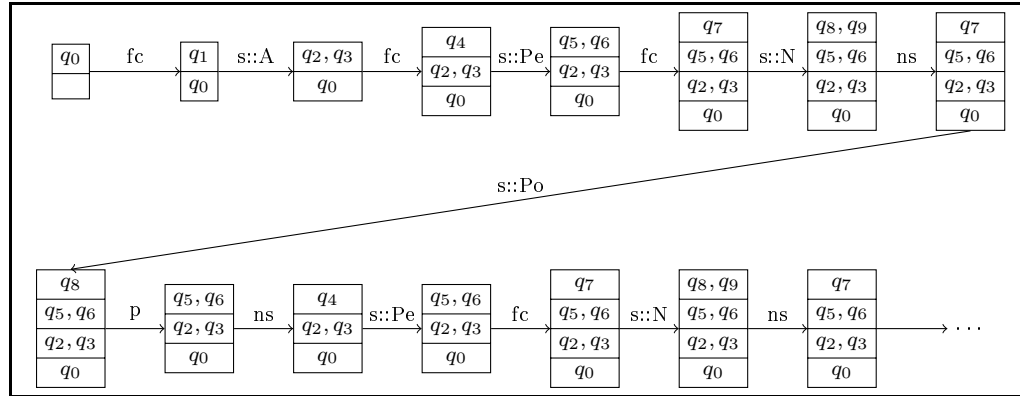 q₀
fc
q₁
q₀
s::A
q₂, q₃
q₀
fc
q₄
q₂, q₃
q₀
s::Pe
q₅, q₆
q₂, q₃
q₀
fc
q₇
q₅, q₆
q₂, q₃
q₀
s::N
q₈, q₉
q₅, q₆
q₂, q₃
q₀
ns
q₇
q₅, q₆
q₂, q₃
q₀
s::Po
q₈
q₅, q₆
q₂, q₃
q₀
p
q₅, q₆
q₂, q₃
q₀
ns
q₄
q₂, q₃
q₀
s::Pe
q₅, q₆
q₂, q₃
q₀
fc
q₇
q₅, q₆
q₂, q₃
q₀
s::N
q₈, q₉
q₅, q₆
q₂, q₃
q₀
ns
q₇
q₅, q₆
q₂, q₃
q₀
···